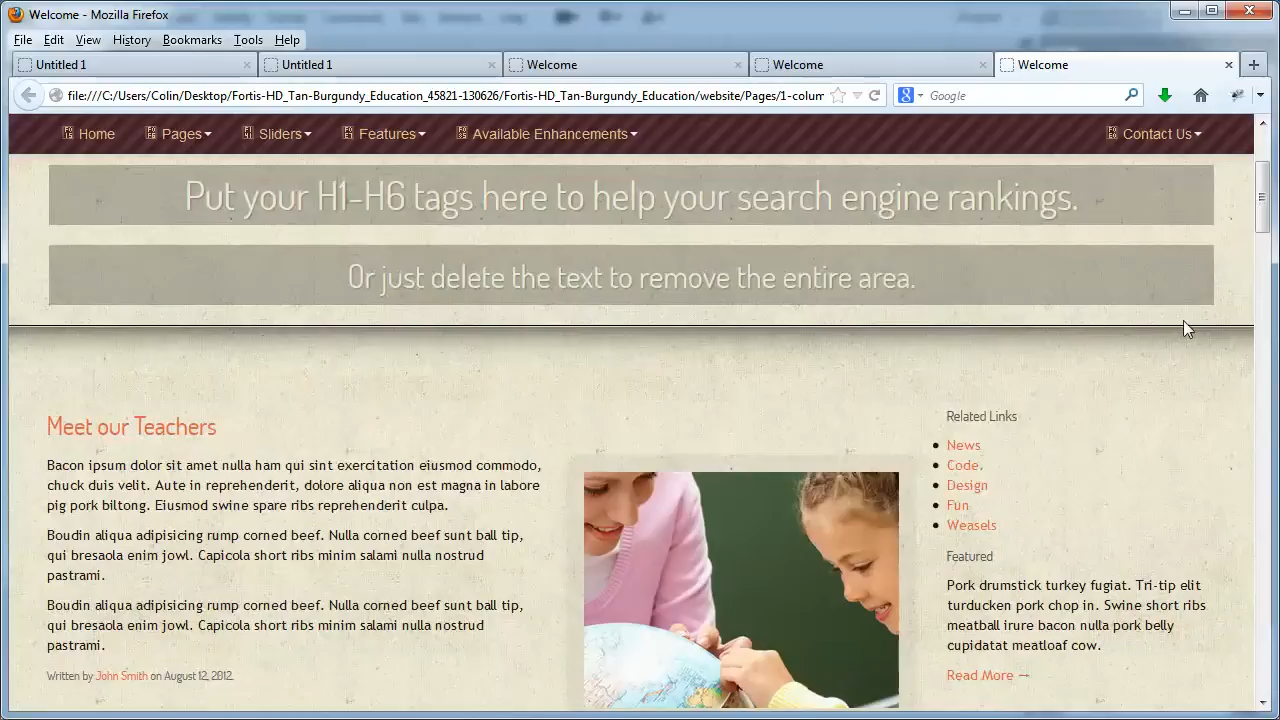 Welcome - Mozilla Firefox
File Edit View History Bookmarks Tools Help
Untitled 1 Untitled 1 Welcome Welcome Welcome
file:///C:/Users/Colin/Desktop/Fortis-HD_Tan-Burgundy_Education_45821-130626/Fortis-HD_Tan-Burgundy_Education/website/Pages/1-colum
Google
Home Pages Sliders Features Available Enhancements Contact Us
Put your H1-H6 tags here to help your search engine rankings.
Or just delete the text to remove the entire area.
Meet our Teachers
Bacon ipsum dolor sit amet nulla ham qui sint exercitation eiusmod commodo,
chuck duis velit. Aute in reprehenderit, dolore aliqua non est magna in labore
pig pork biltong. Eiusmod swine spare ribs reprehenderit culpa.
Boudin aliqua adipisicing rump corned beef. Nulla corned beef sunt ball tip,
qui bresaola enim jowl. Capicola short ribs minim salami nulla nostrud
pastrami.
Boudin aliqua adipisicing rump corned beef. Nulla corned beef sunt ball tip,
qui bresaola enim jowl. Capicola short ribs minim salami nulla nostrud
pastrami.
Written by John Smith on August 12, 2012.
Related Links
News
Code,
Design
Fun
Weasels
Featured
Pork drumstick turkey fugiat. Tri-tip elit
turducken pork chop in. Swine short ribs
meatball irure bacon nulla pork belly
cupidatat meatloaf cow.
Read More →